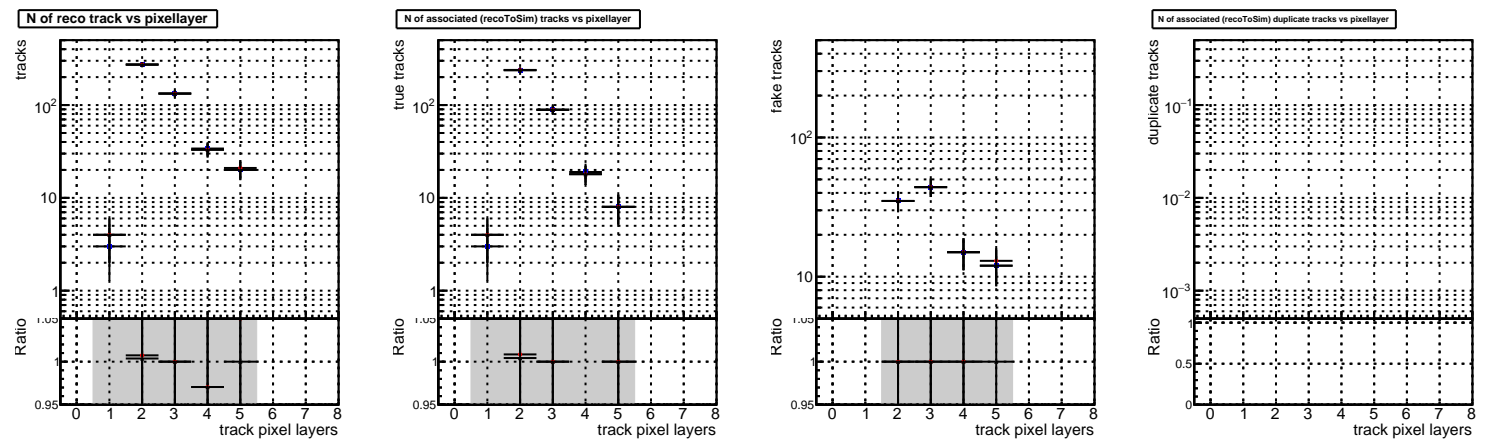 N of reco track vs pixellayer
tracks
10²
10
1
Ratio
1.05
1
0.95
0 1 2 3 4 5 6 7 8
track pixel layers
N of associated (recoToSim) tracks vs pixellayer
true tracks
10²
10
1
Ratio
1.05
1
0.95
0 1 2 3 4 5 6 7 8
track pixel layers
fake tracks
10²
10
Ratio
1.05
1
0.95
0 1 2 3 4 5 6 7 8
track pixel layers
N of associated (recoToSim) duplicate tracks vs pixellayer
duplicate tracks
10⁻¹
10⁻²
10⁻³
Ratio
1
0.5
0
0 1 2 3 4 5 6 7 8
track pixel layers